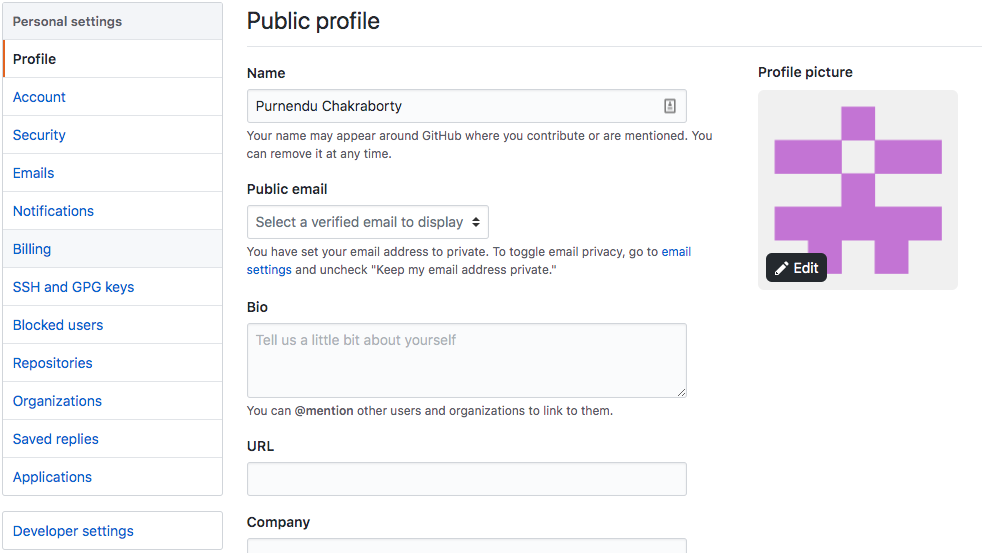 Personal settings
Profile
Account
Security
Emails
Notifications
Billing
SSH and GPG keys
Blocked users
Repositories
Organizations
Saved replies
Applications
Developer settings
Public profile
Name
Purnendu Chakraborty
Your name may appear around GitHub where you contribute or are mentioned. You
can remove it at any time.
Public email
Select a verified email to display
You have set your email address to private. To toggle email privacy, go to email
settings and uncheck "Keep my email address private."
Bio
Tell us a little bit about yourself
You can @mention other users and organizations to link to them.
URL
Company
Profile picture
Edit